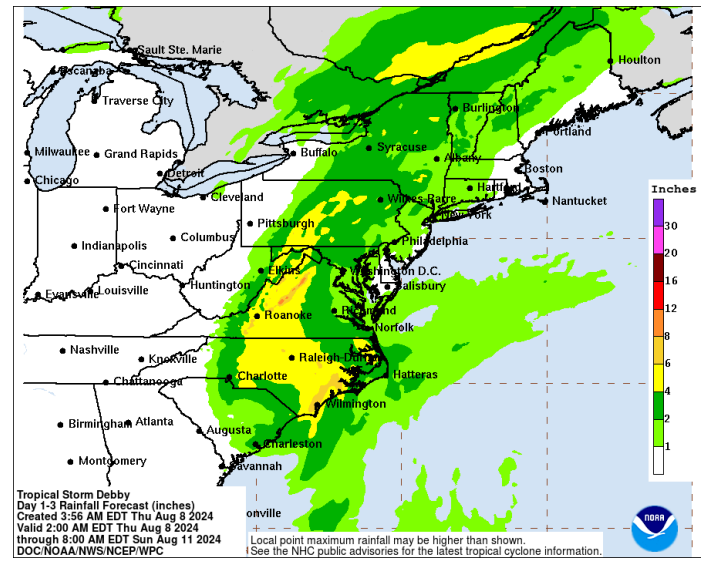 Sault Ste. Marie
Houlton
Escanaba
Traverse City
Burlington
Portland
Milwaukee
Grand Rapids
Buffalo
Syracuse
Albany
Boston
Detroit
Chicago
Hartford
Inches
Cleveland
Wilkes-Barre
Nantucket
Fort Wayne
New York
30
Pittsburgh
Columbus
Philadelphia
Indianapolis
20
Cincinnati
Elkins
Washington D.C.
16
Huntington
Salisbury
Evansville
Louisville
12
Roanoke
Richmond
Norfolk
8
Nashville
Knoxville
Raleigh-Durham
6
Chattanooga
Charlotte
Hatteras
4
Wilmington
2
Birmingham
Atlanta
Augusta
Charleston
1
Montgomery
Savannah
Tropical Storm Debby
Day 1-3 Rainfall Forecast (inches)
Created 3:56 AM EDT Thu Aug 8 2024
Valid 2:00 AM EDT Thu Aug 8 2024
through 8:00 AM EDT Sun Aug 11 2024
DOC/NOAA/NWS/NCEP/WPC
onville
Local point maximum rainfall may be higher than shown.
See the NHC public advisories for the latest tropical cyclone information.
NOAA